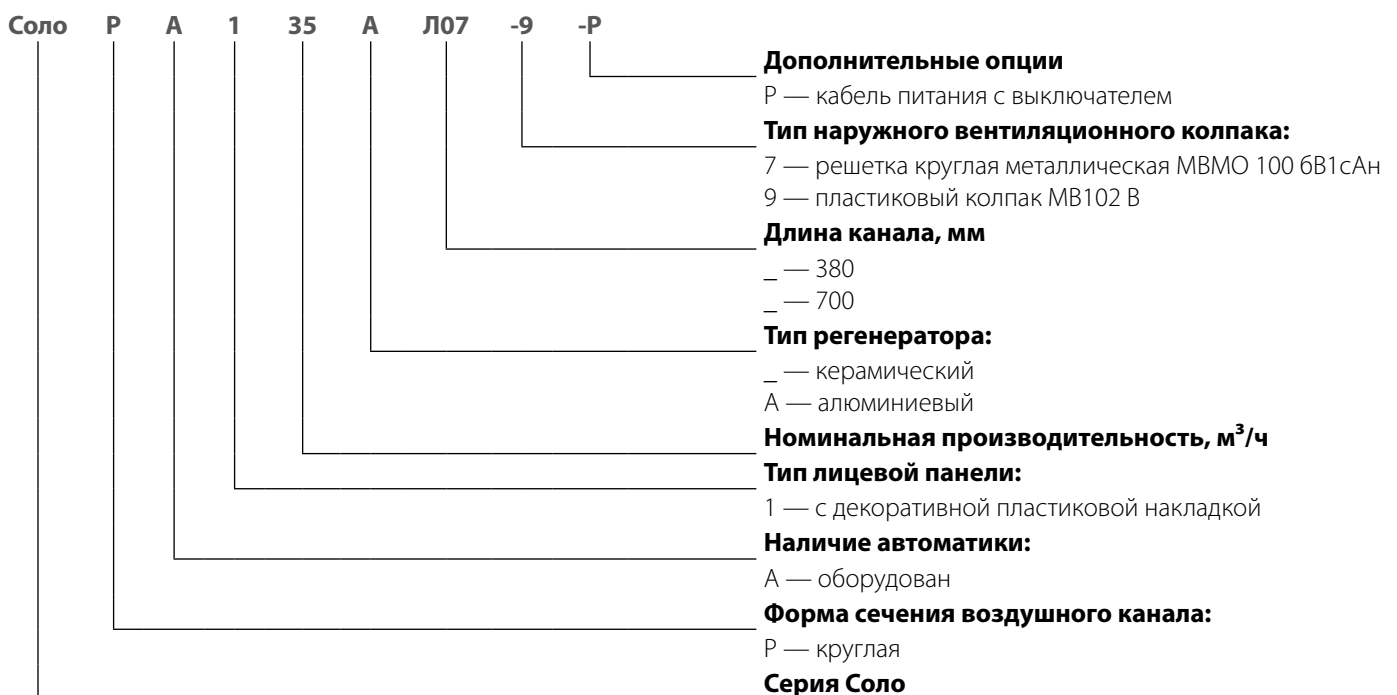 Соло Р А 1 35 А Л07 -9 -Р
Дополнительные опции
Р — кабель питания с выключателем
Тип наружного вентиляционного колпака:
7 — решетка круглая металлическая МВМО 100 бВ1сАн
9 — пластиковый колпак МВ102 В
Длина канала, мм
_ — 380
_ — 700
Тип регенератора:
_ — керамический
А — алюминиевый
Номинальная производительность, м³/ч
Тип лицевой панели:
1 — с декоративной пластиковой накладкой
Наличие автоматики:
А — оборудован
Форма сечения воздушного канала:
Р — круглая
Серия Соло